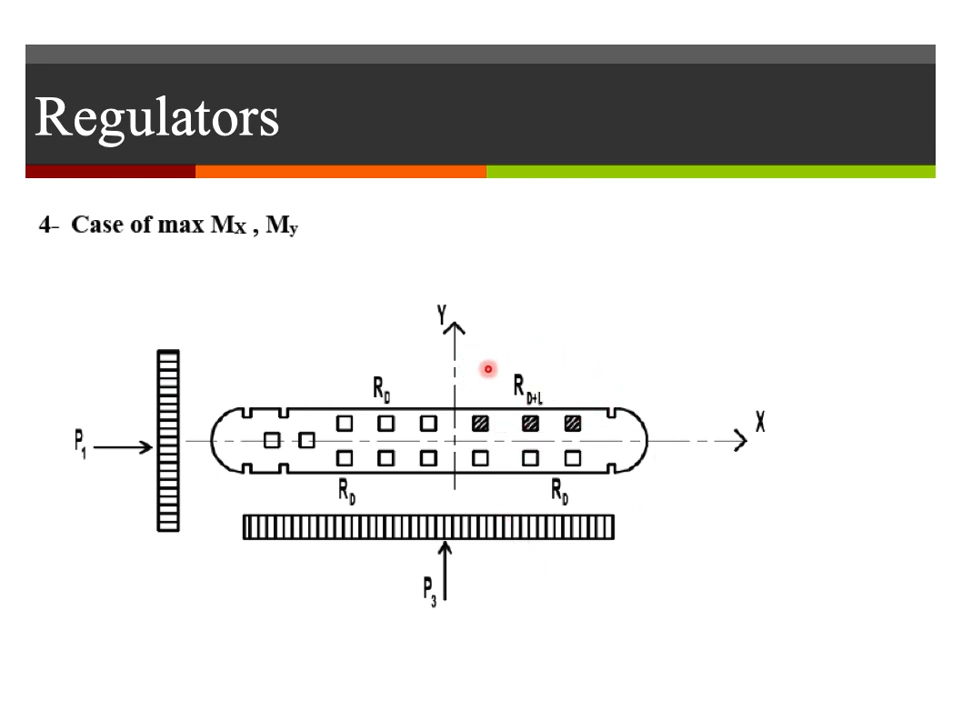 Regulators
4- Case of max Mx , My
Y
RD
RD+L
X
P1
RD
RD
P3